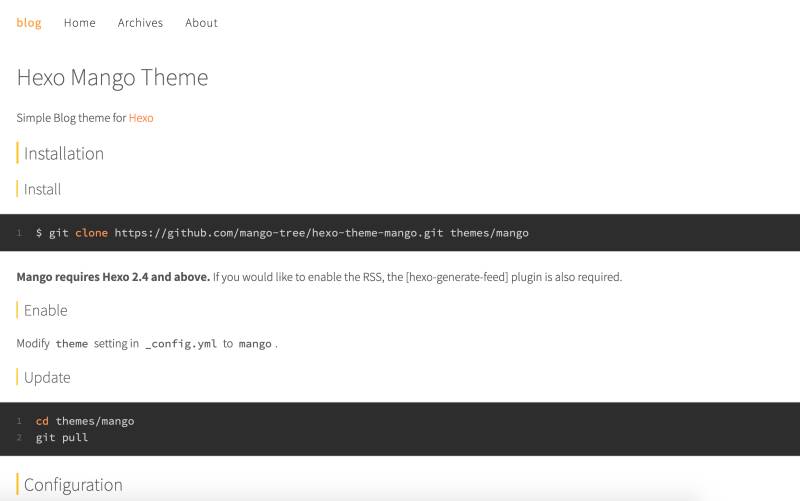 blog Home Archives About
Hexo Mango Theme
Simple Blog theme for Hexo
Installation
Install
1 $ git clone https://github.com/mango-tree/hexo-theme-mango.git themes/mango
Mango requires Hexo 2.4 and above. If you would like to enable the RSS, the [hexo-generate-feed] plugin is also required.
Enable
Modify theme setting in _config.yml to mango .
Update
1 cd themes/mango
2 git pull
Configuration